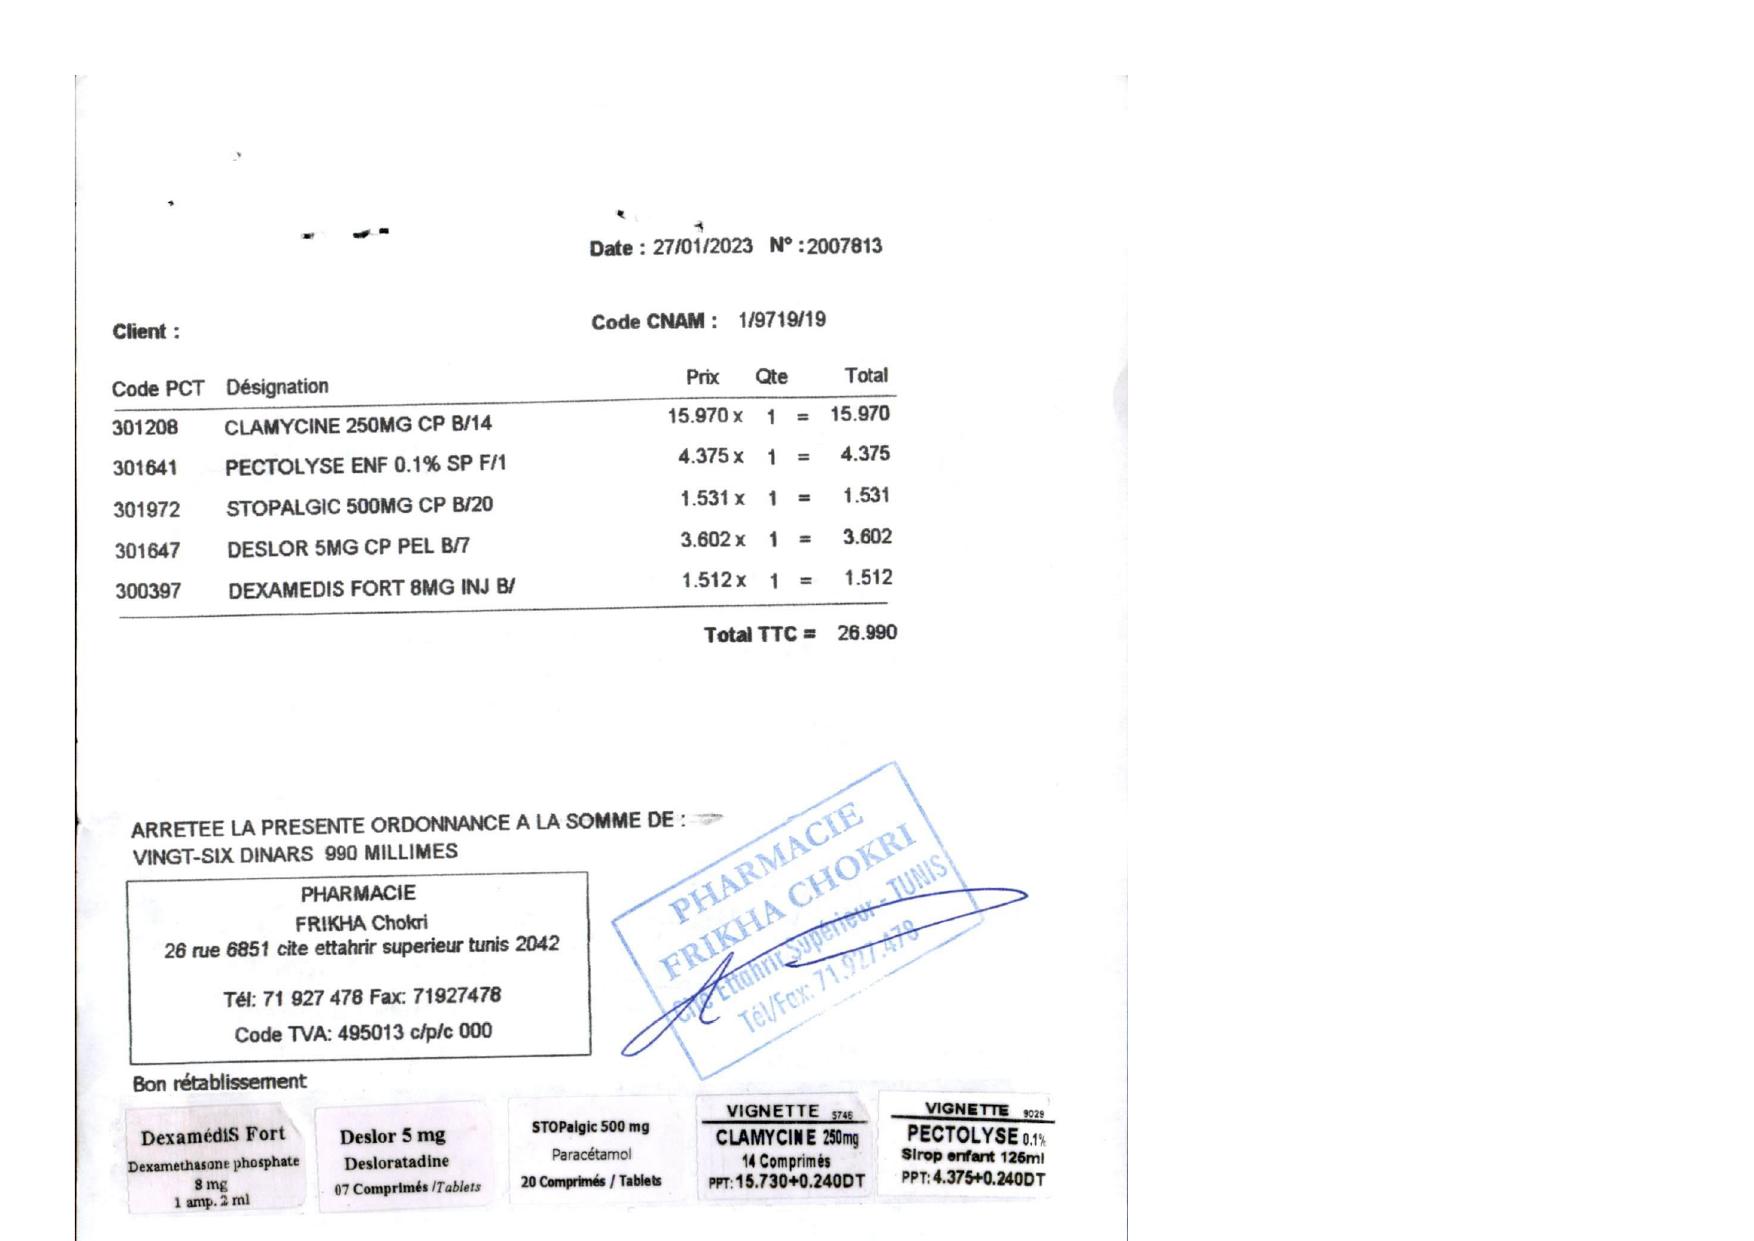 Date : 27/01/2023 N° : 2007813
Client :
Code CNAM : 1/9719/19
Code PCT Désignation Prix Qte Total
301208 CLAMYCINE 250MG CP B/14 15.970 x 1 = 15.970
301641 PECTOLYSE ENF 0.1% SP F/1 4.375 x 1 = 4.375
301972 STOPALGIC 500MG CP B/20 1.531 x 1 = 1.531
301647 DESLOR 5MG CP PEL B/7 3.602 x 1 = 3.602
300397 DEXAMEDIS FORT 8MG INJ B/ 1.512 x 1 = 1.512
Total TTC = 26.990
ARRETEE LA PRESENTE ORDONNANCE A LA SOMME DE :
VINGT-SIX DINARS 990 MILLIMES
PHARMACIE
FRIKHA Chokri
26 rue 6851 cite ettahrir superieur tunis 2042
Tél: 71 927 478 Fax: 71927478
Code TVA: 495013 c/p/c 000
PHARMACIE
FRIKHA CHOKRI
Cité Ettahrir Supérieur - TUNIS
Tél/Fax: 71.927.478
Bon rétablissement
DexamédiS Fort
Dexamethasone phosphate
8 mg
1 amp. 2 ml
Deslor 5 mg
Desloratadine
07 Comprimés /Tablets
STOPalgic 500 mg
Paracétamol
20 Comprimés / Tablets
VIGNETTE 5746
CLAMYCINE 250mg
14 Comprimés
PPT: 15.730+0.240DT
VIGNETTE 9029
PECTOLYSE 0.1%
Sirop enfant 125ml
PPT: 4.375+0.240DT